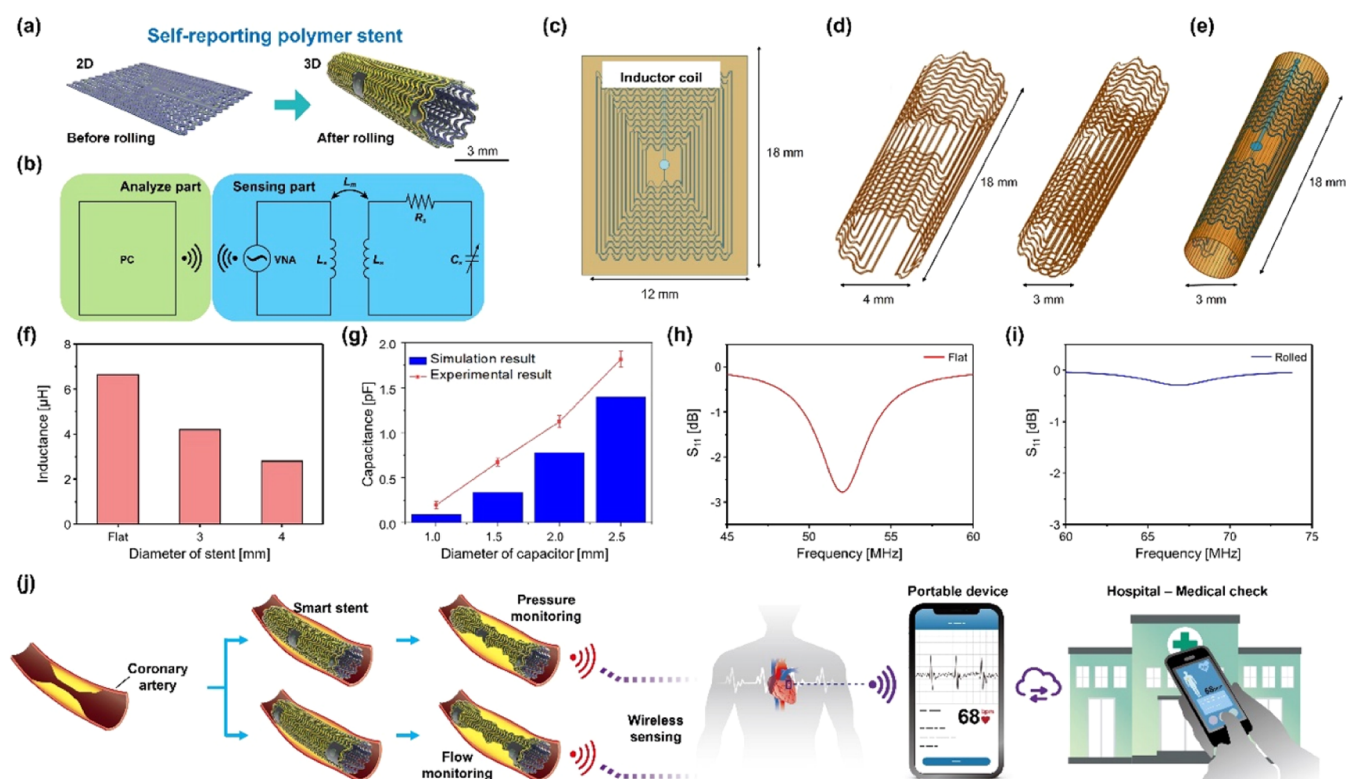 (a)
Self-reporting polymer stent
2D
3D
Before rolling
After rolling
3 mm
(b)
Analyze part
Sensing part
PC
VNA
Lm
Rs
Cs
(c)
Inductor coil
18 mm
12 mm
(d)
18 mm
4 mm
3 mm
(e)
18 mm
3 mm
(f)
Inductance [μH]
8
6
4
2
0
Flat
3
4
Diameter of stent [mm]
(g)
Capacitance [pF]
2.0
1.5
1.0
0.5
0.0
Simulation result
Experimental result
1.0
1.5
2.0
2.5
Diameter of capacitor [mm]
(h)
S11 [dB]
0
-1
-2
-3
Flat
45
50
55
60
Frequency [MHz]
(i)
S11 [dB]
0
-1
-2
-3
Rolled
60
65
70
75
Frequency [MHz]
(j)
Coronary
artery
Smart stent
Pressure
monitoring
Flow
monitoring
Wireless
sensing
Portable device
68
Hospital – Medical check
68